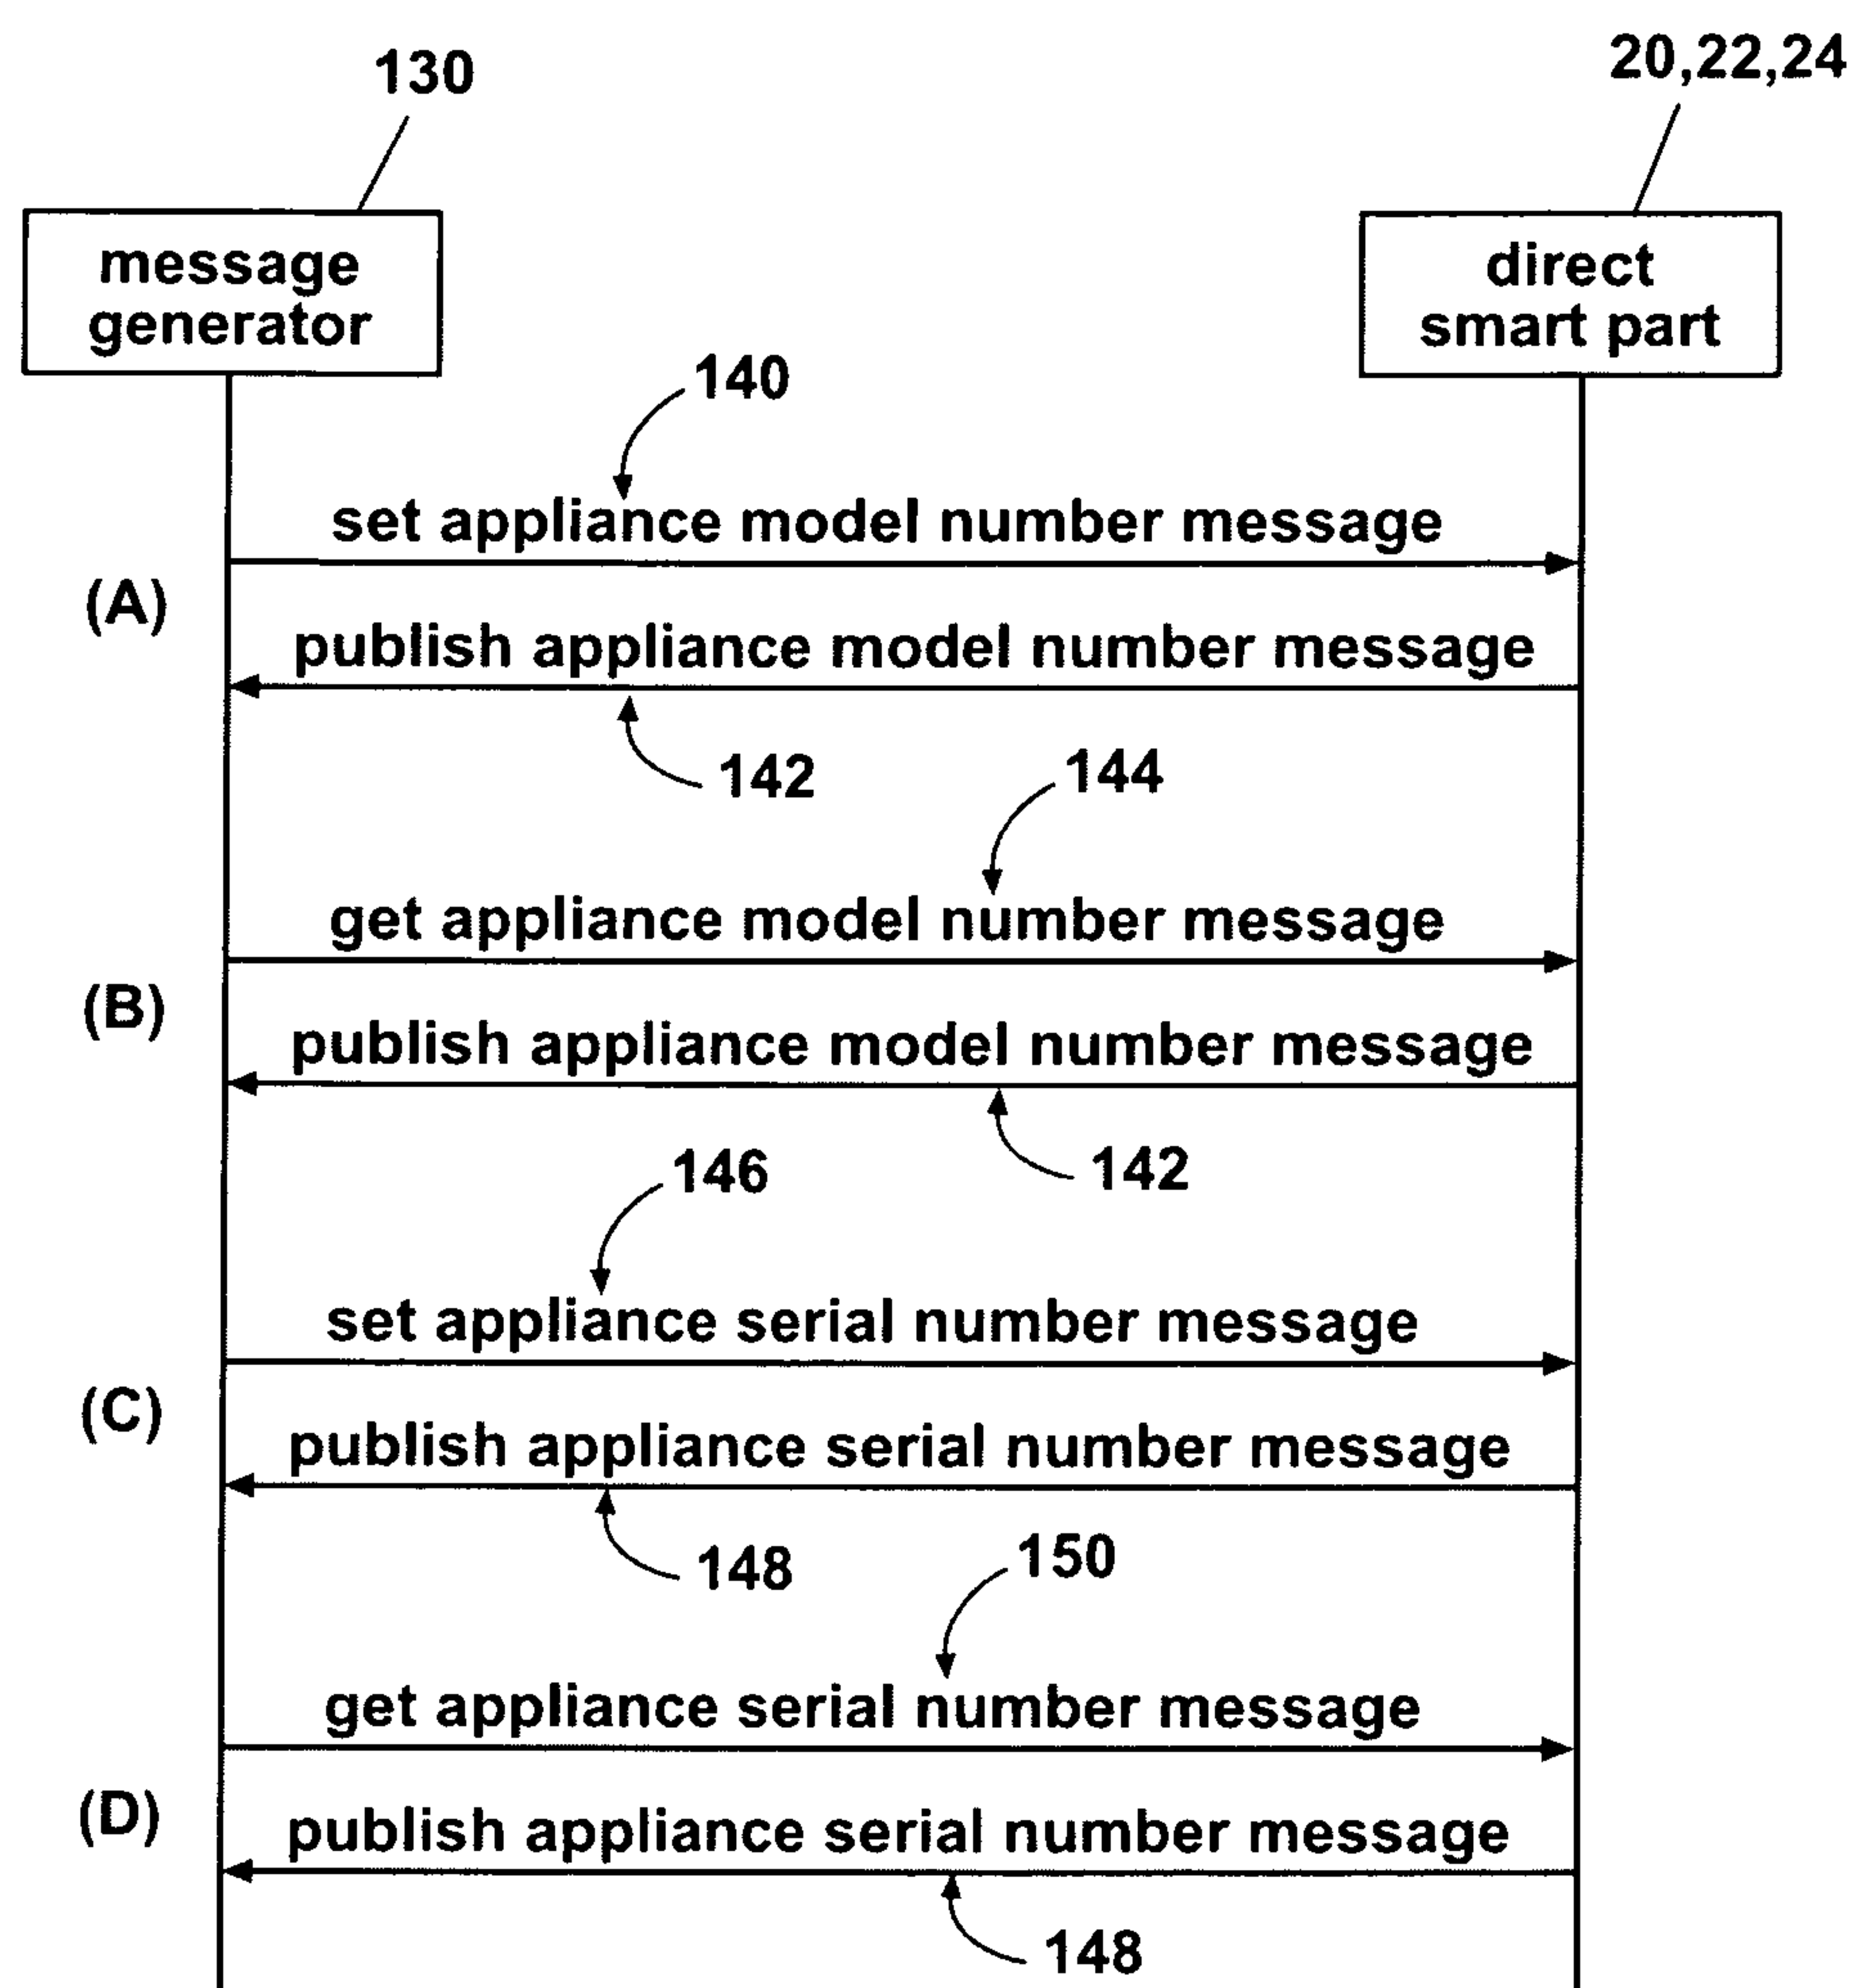 130
20,22,24
message
generator
direct
smart part
140
set appliance model number message
(A)
publish appliance model number message
142
144
get appliance model number message
(B)
publish appliance model number message
142
146
set appliance serial number message
(C)
publish appliance serial number message
148
150
get appliance serial number message
(D)
publish appliance serial number message
148